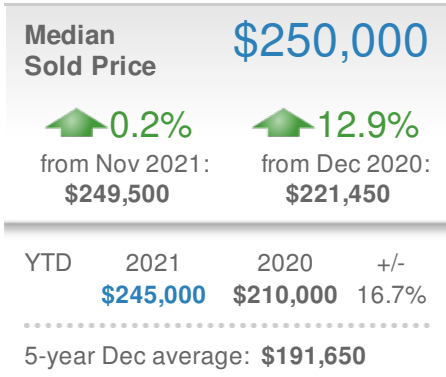 Median
Sold Price
$250,000
0.2%
12.9%
from Nov 2021:
from Dec 2020:
$249,500
$221,450
YTD 2021 2020 +/-
$245,000 $210,000 16.7%
5-year Dec average: $191,650